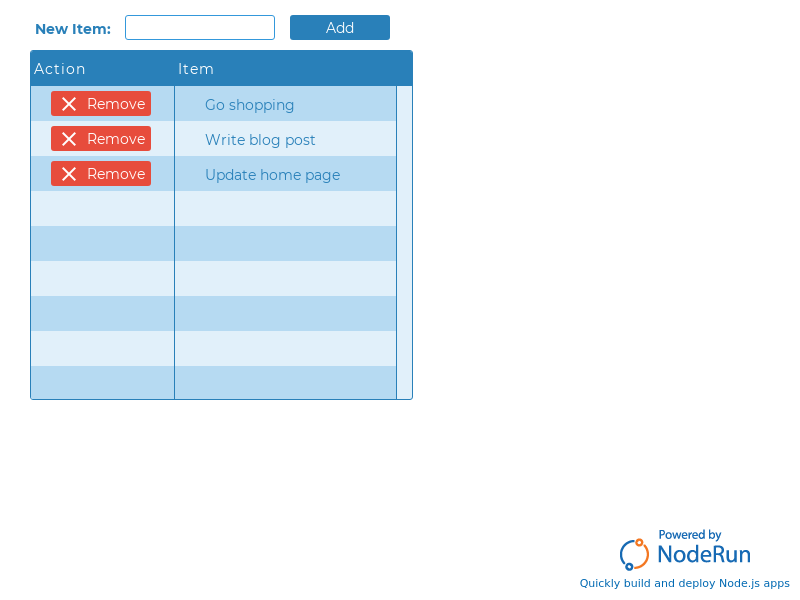 New Item: Add
Action Item
Remove Go shopping
Remove Write blog post
Remove Update home page
Powered by
NodeRun
Quickly build and deploy Node.js apps